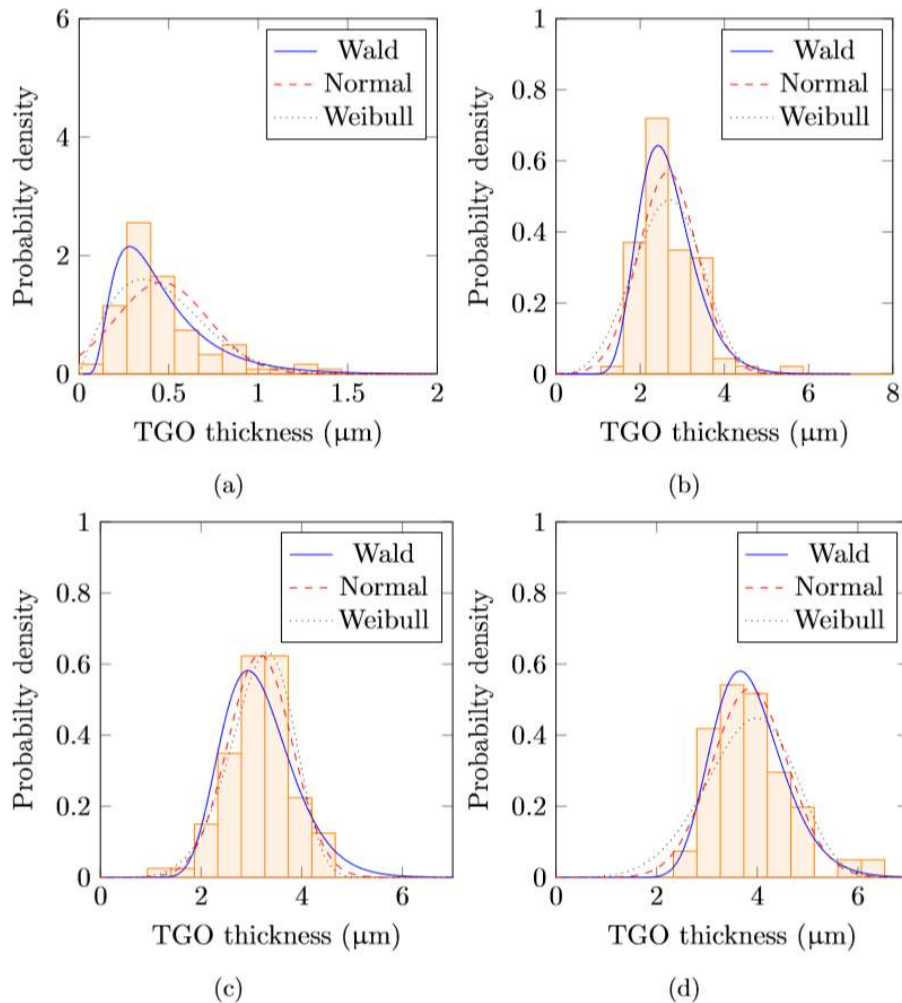 6
4
2
0
0
0.5
1
1.5
2
Probabilty density
TGO thickness (μm)
Wald
Normal
Weibull
(a)
1
0.8
0.6
0.4
0.2
0
0
2
4
6
8
Probabilty density
TGO thickness (μm)
Wald
Normal
Weibull
(b)
1
0.8
0.6
0.4
0.2
0
0
2
4
6
Probabilty density
TGO thickness (μm)
Wald
Normal
Weibull
(c)
1
0.8
0.6
0.4
0.2
0
0
2
4
6
Probabilty density
TGO thickness (μm)
Wald
Normal
Weibull
(d)